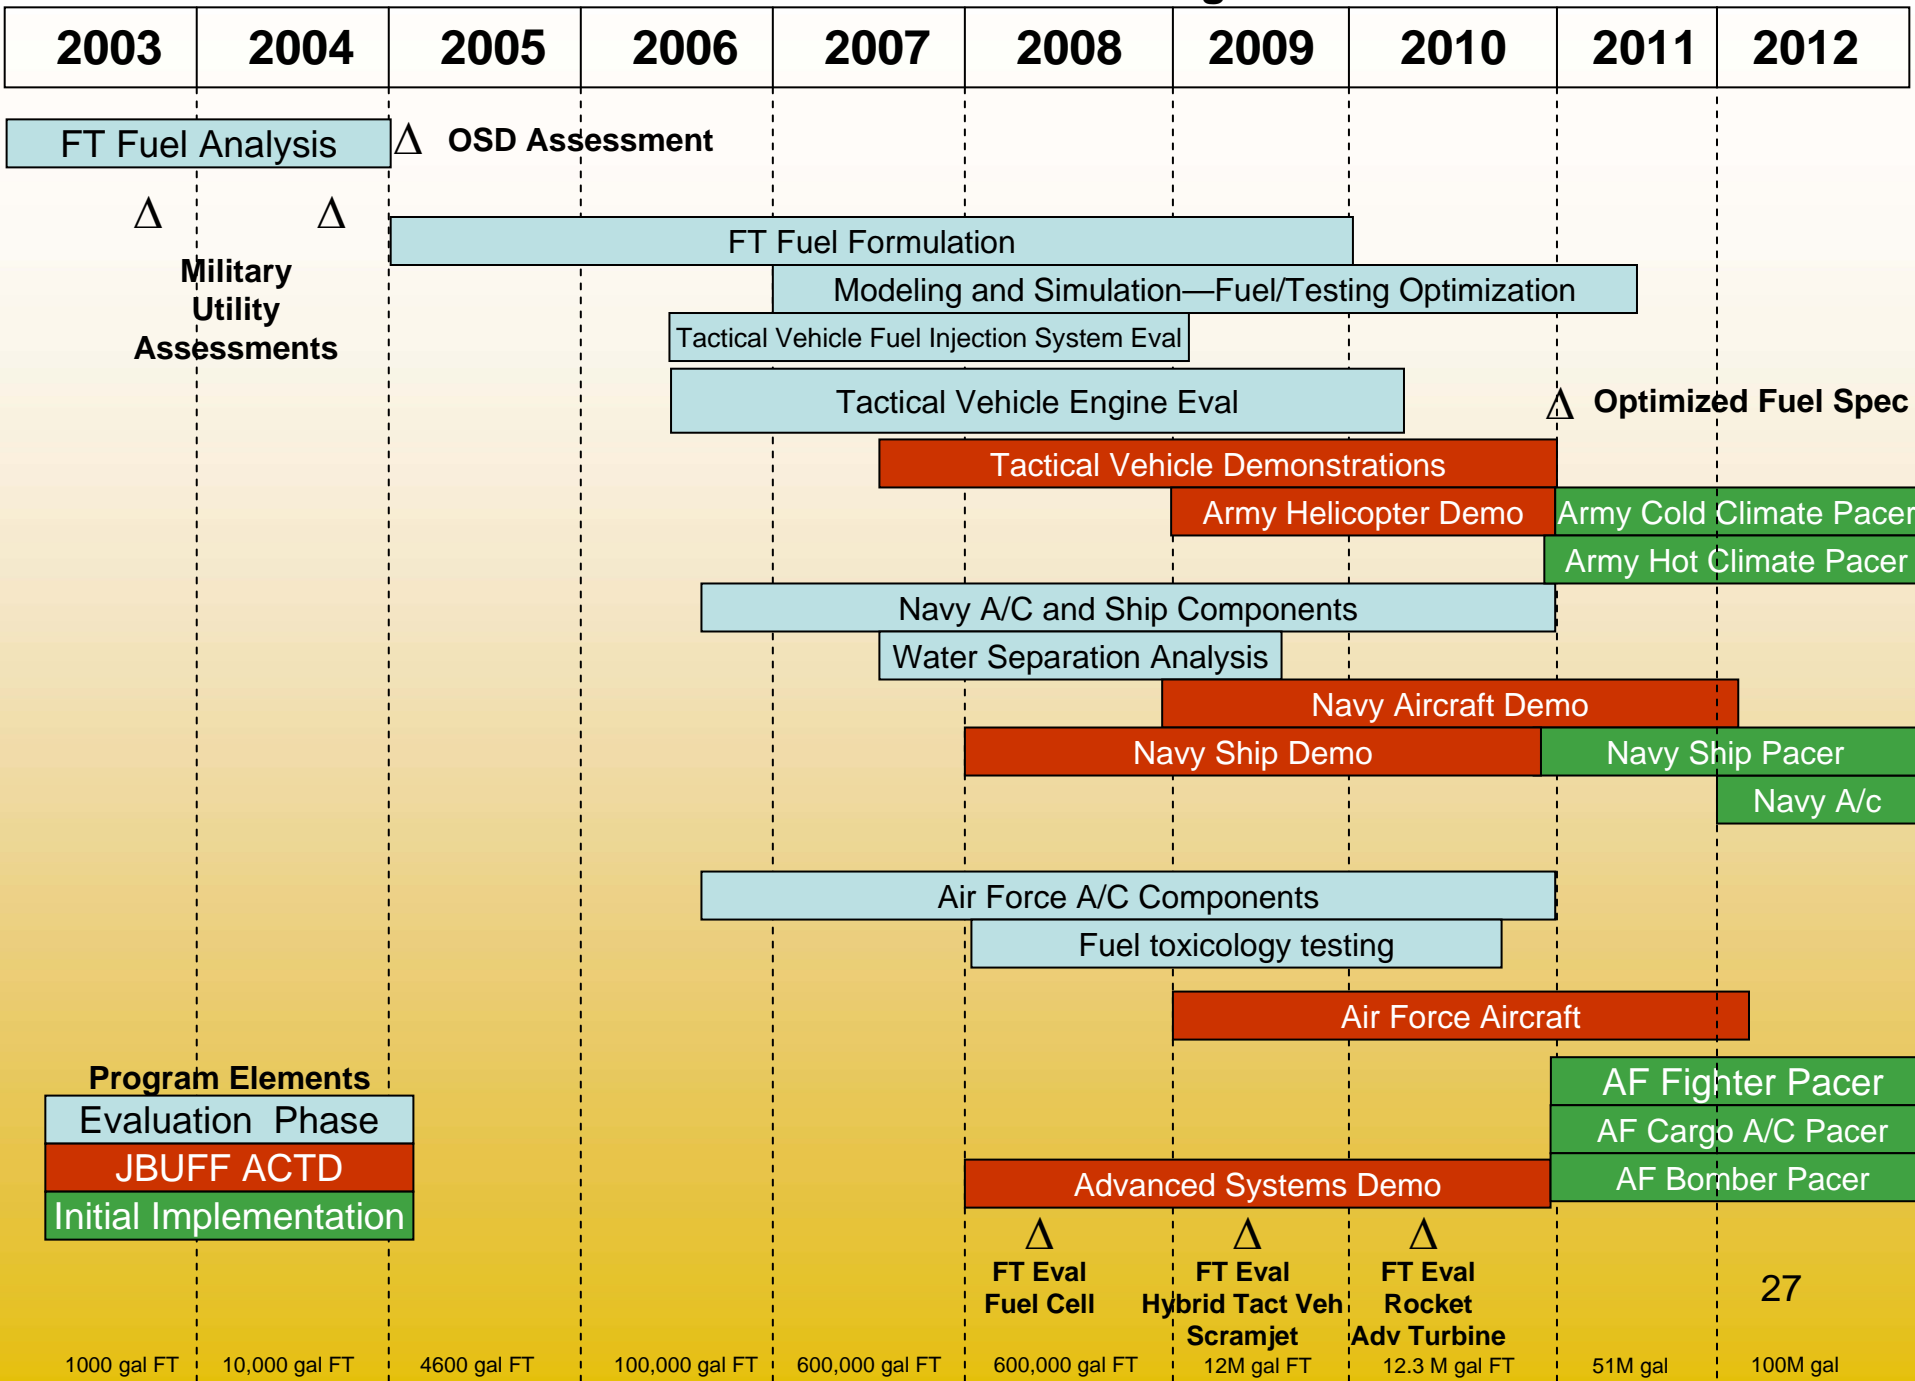 2003 2004 2005 2006 2007 2008 2009 2010 2011 2012
FT Fuel Analysis
Δ OSD Assessment
Δ Δ
Military
Utility
Assessments
FT Fuel Formulation
Modeling and Simulation—Fuel/Testing Optimization
Tactical Vehicle Fuel Injection System Eval
Tactical Vehicle Engine Eval
Δ Optimized Fuel Spec
Tactical Vehicle Demonstrations
Army Helicopter Demo
Army Cold Climate Pacer
Army Hot Climate Pacer
Navy A/C and Ship Components
Water Separation Analysis
Navy Aircraft Demo
Navy Ship Demo
Navy Ship Pacer
Navy A/c
Air Force A/C Components
Fuel toxicology testing
Air Force Aircraft
Program Elements
Evaluation Phase
JBUFF ACTD
Initial Implementation
AF Fighter Pacer
AF Cargo A/C Pacer
AF Bomber Pacer
Advanced Systems Demo
Δ
FT Eval
Fuel Cell
Δ
FT Eval
Hybrid Tact Veh
Scramjet
Δ
FT Eval
Rocket
Adv Turbine
27
1000 gal FT 10,000 gal FT 4600 gal FT 100,000 gal FT 600,000 gal FT 600,000 gal FT 12M gal FT 12.3 M gal FT 51M gal 100M gal